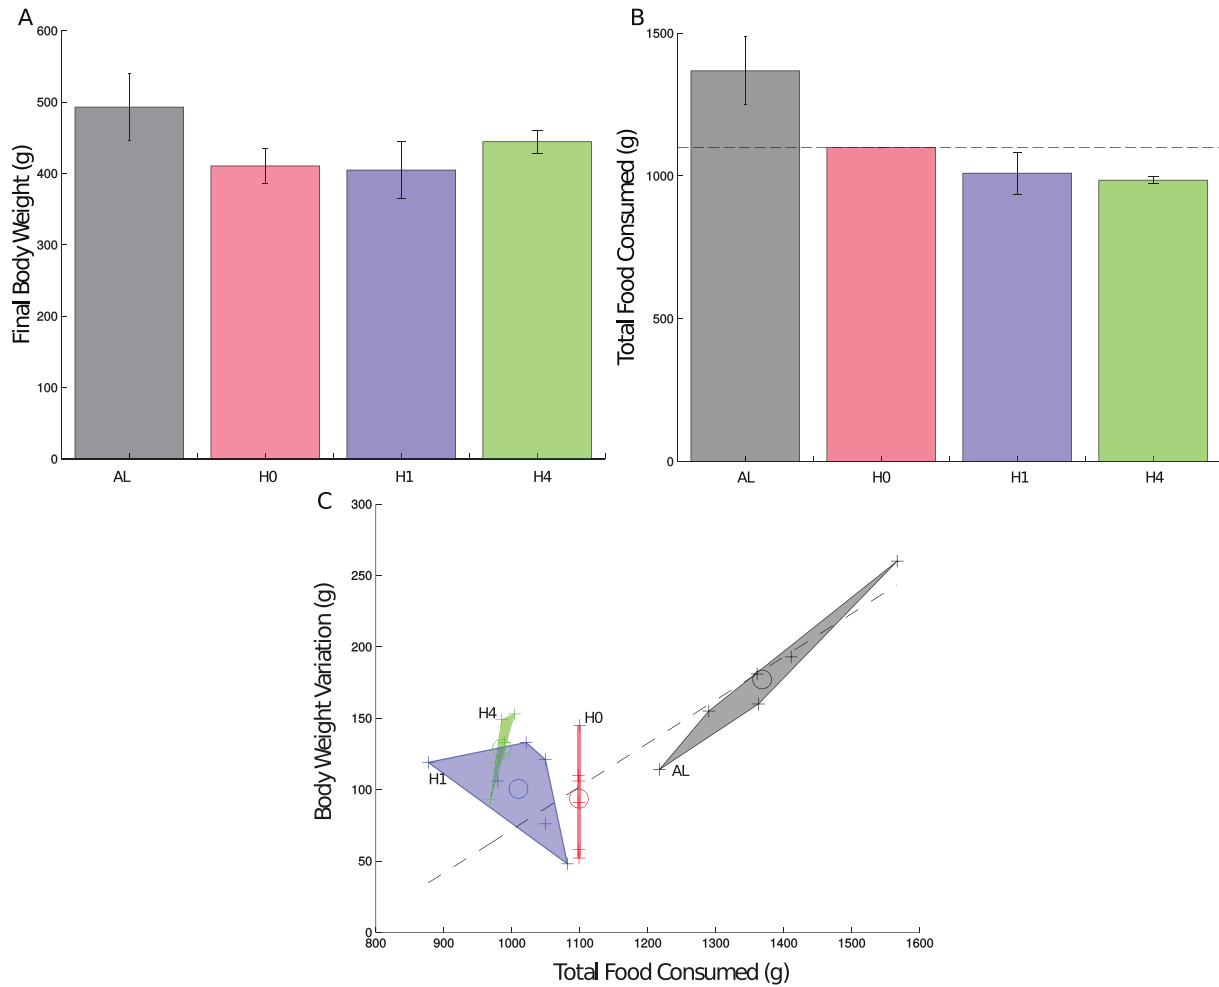 A
600
500
400
300
200
100
0
Final Body Weight (g)
AL
H0
H1
H4
B
1500
1000
500
0
Total Food Consumed (g)
AL
H0
H1
H4
C
300
250
200
150
100
50
0
Body Weight Variation (g)
H4
H0
H1
AL
800
900
1000
1100
1200
1300
1400
1500
1600
Total Food Consumed (g)